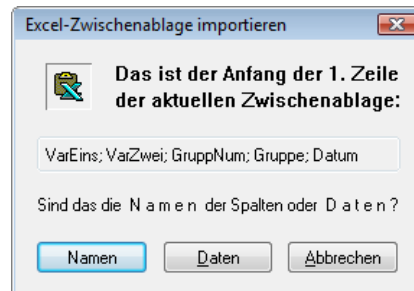 Excel-Zwischenablage importieren
Das ist der Anfang der 1. Zeile
der aktuellen Zwischenablage:
VarEins; VarZwei; GruppNum; Gruppe; Datum
Sind das die N a m e n der Spalten oder D a t e n ?
Namen Daten Abbrechen